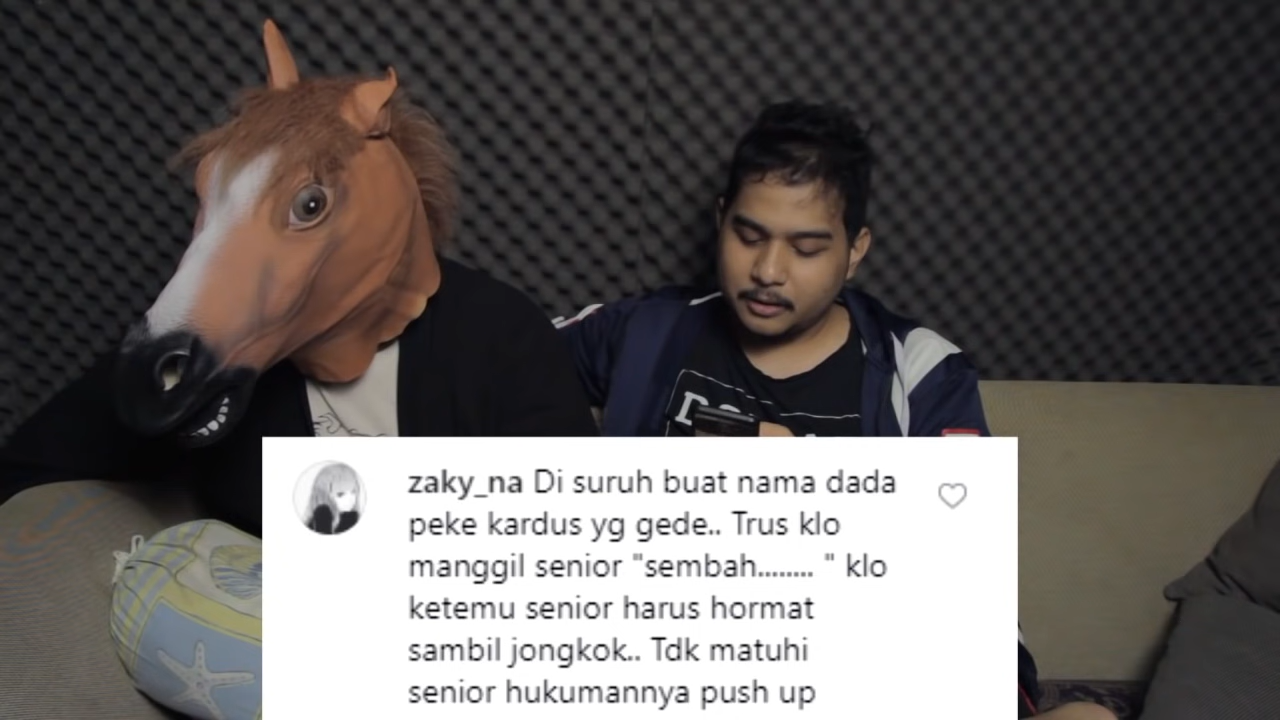 zaky_na Di suruh buat nama dada
peke kardus yg gede.. Trus klo
manggil senior "sembah........ " klo
ketemu senior harus hormat
sambil jongkok.. Tdk matuhi
senior hukumannya push up